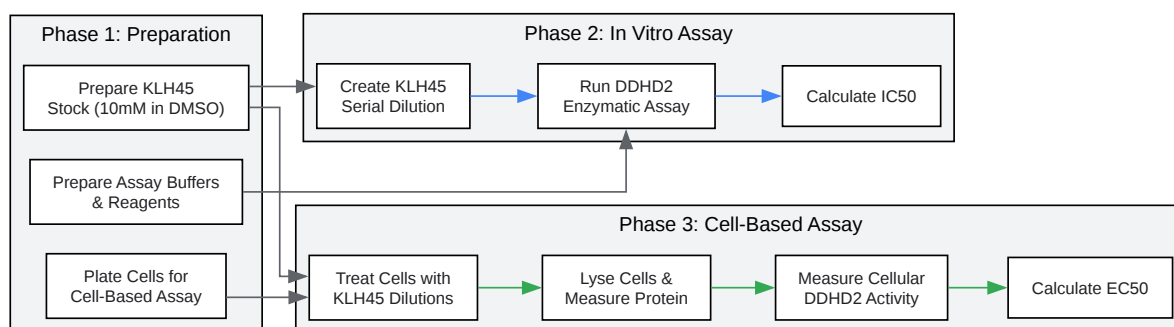 Phase 1: Preparation
Prepare KLH45
Stock (10mM in DMSO)
Prepare Assay Buffers
& Reagents
Plate Cells for
Cell-Based Assay
Phase 2: In Vitro Assay
Create KLH45
Serial Dilution
Run DDHD2
Enzymatic Assay
Calculate IC50
Phase 3: Cell-Based Assay
Treat Cells with
KLH45 Dilutions
Lyse Cells &
Measure Protein
Measure Cellular
DDHD2 Activity
Calculate EC50